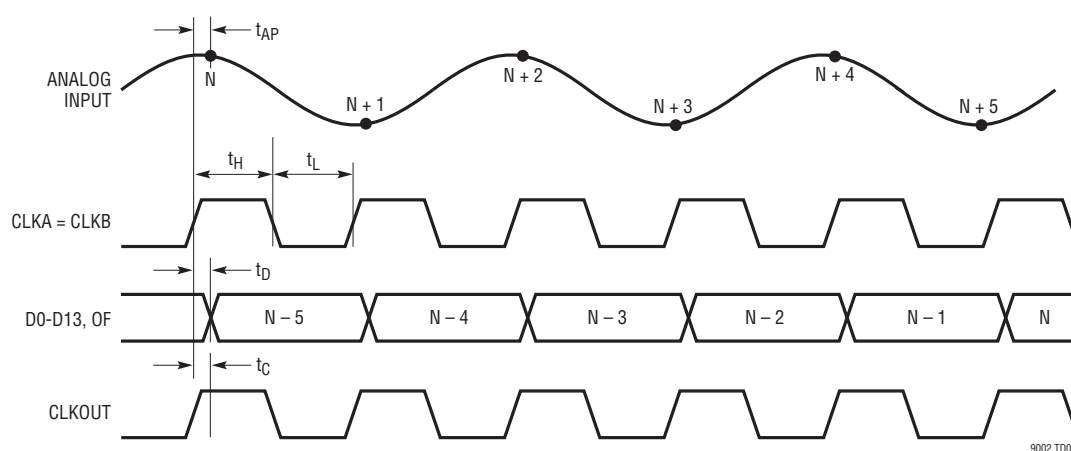 tAP
ANALOG
INPUT
N
N + 1
N + 2
N + 3
N + 4
N + 5
tH
tL
CLKA = CLKB
tD
D0-D13, OF
N – 5
N – 4
N – 3
N – 2
N – 1
N
tC
CLKOUT
9002 TD0